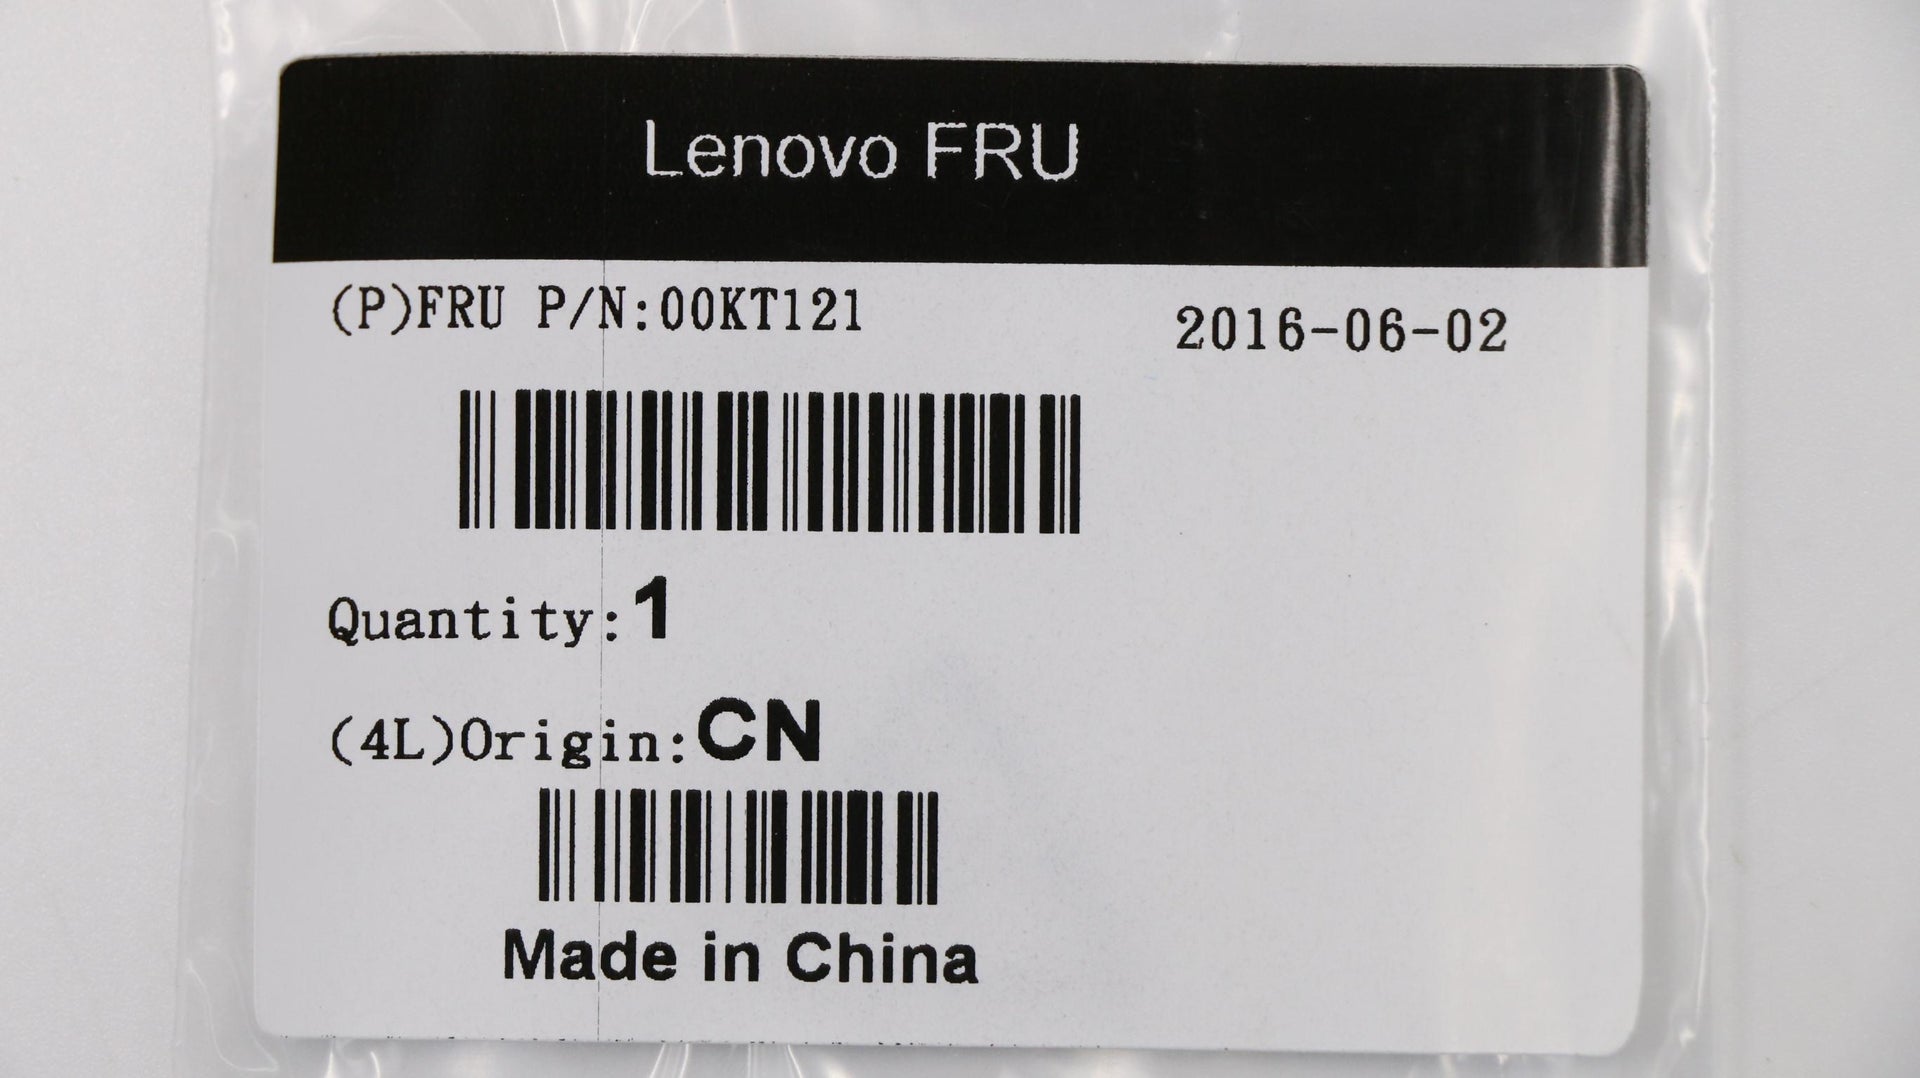 Lenovo FRU
(P)FRU P/N:00KT121
2016-06-02
Quantity:1
(4L)Origin:CN
Made in China